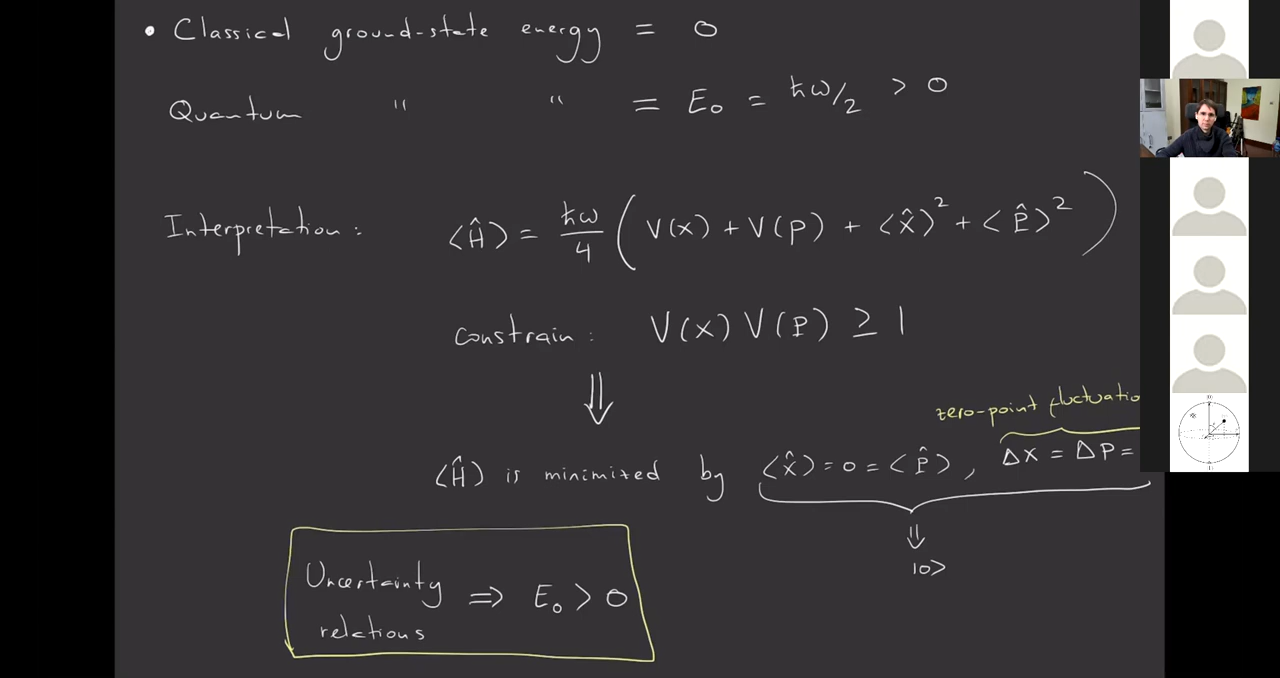 • Classical ground-state energy = 0
Quantum " " = E₀ = ħω/2 > 0
Interpretation: ⟨Ĥ⟩ = ħω/4 (V(x) + V(p) + ⟨x̂⟩² + ⟨p̂⟩²)
constrain: V(x) V(p) ≥ 1
⇓
zero-point
⟨Ĥ⟩ is minimized by ⟨x̂⟩ = 0 = ⟨p̂⟩, Δx = Δp =
⇓
|0⟩
Uncertainty
relations ⇒ E₀ > 0